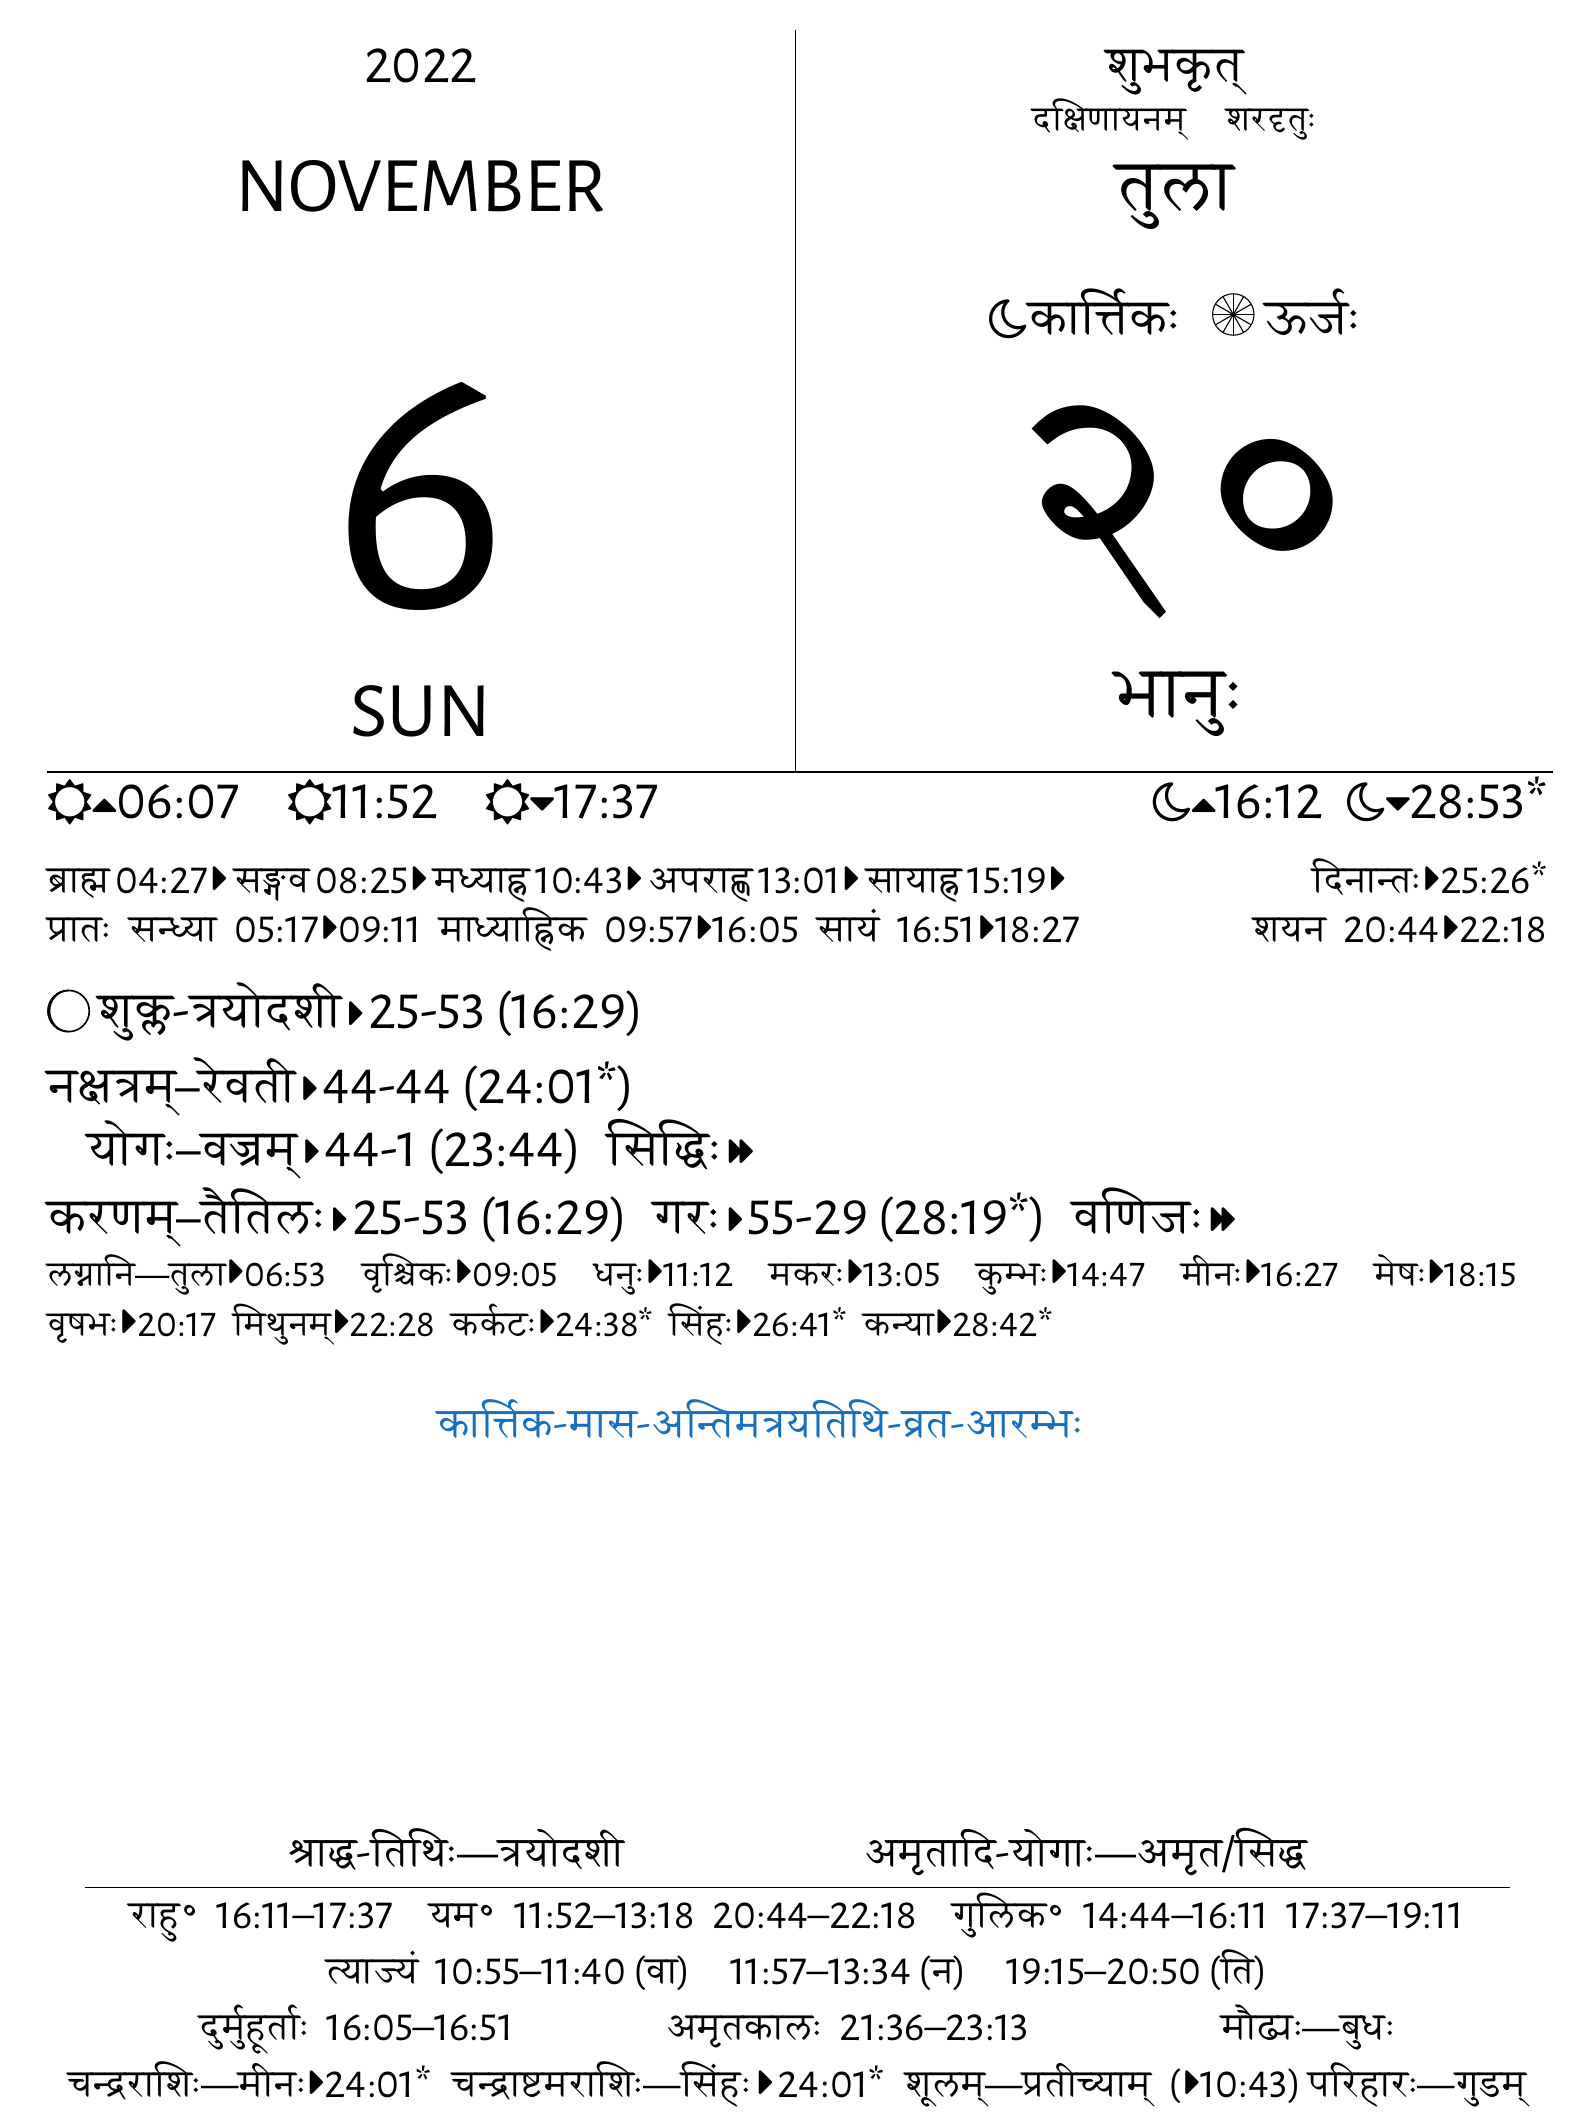 2022
NOVEMBER
6
SUN
शुभकृत्
दक्षिणायनम् शरदृतुः
तुला
कार्त्तिकः ऊर्जः
२०
भानुः
06:07 11:52 17:37 16:12 28:53*
ब्राह्म 04:27 सङ्गव 08:25 मध्याह्न 10:43 अपराह्ण 13:01 सायाह्न 15:19 दिनान्तः 25:26*
प्रातः सन्ध्या 05:17 09:11 माध्याह्निक 09:57 16:05 सायं 16:51 18:27 शयन 20:44 22:18
शुक्ल-त्रयोदशी 25-53 (16:29)
नक्षत्रम्–रेवती 44-44 (24:01*)
योगः–वज्रम् 44-1 (23:44) सिद्धिः
करणम्–तैतिलः 25-53 (16:29) गरः 55-29 (28:19*) वणिजः
लग्नानि—तुला 06:53 वृश्चिकः 09:05 धनुः 11:12 मकरः 13:05 कुम्भः 14:47 मीनः 16:27 मेषः 18:15
वृषभः 20:17 मिथुनम् 22:28 कर्कटः 24:38* सिंहः 26:41* कन्या 28:42*
कार्त्तिक-मास-अन्तिमत्रयतिथि-व्रत-आरम्भः
श्राद्ध-तिथिः—त्रयोदशी अमृतादि-योगाः—अमृत/सिद्ध
राहु॰ 16:11–17:37 यम॰ 11:52–13:18 20:44–22:18 गुलिक॰ 14:44–16:11 17:37–19:11
त्याज्यं 10:55–11:40 (वा) 11:57–13:34 (न) 19:15–20:50 (ति)
दुर्मुहूर्ताः 16:05–16:51 अमृतकालः 21:36–23:13 मौढ्यः—बुधः
चन्द्रराशिः—मीनः 24:01* चन्द्राष्टमराशिः—सिंहः 24:01* शूलम्—प्रतीच्याम् (10:43) परिहारः—गुडम्